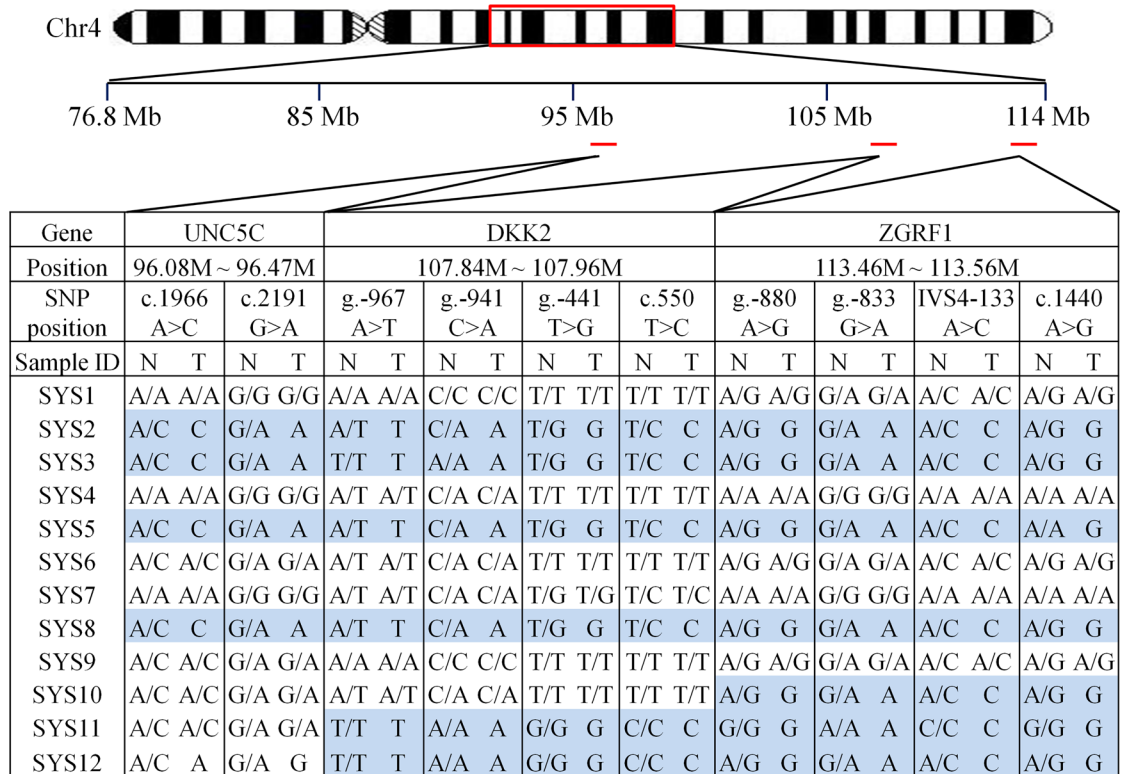 Chr4
76.8 Mb 85 Mb 95 Mb 105 Mb 114 Mb
Gene UNC5C DKK2 ZGRF1
Position 96.08M ~ 96.47M 107.84M ~ 107.96M 113.46M ~ 113.56M
SNP c.1966 c.2191 g.-967 g.-941 g.-441 c.550 g.-880 g.-833 IVS4-133 c.1440
position A>C G>A A>T C>A T>G T>C A>G G>A A>C A>G
Sample ID N T N T N T N T N T N T N T N T N T N T
SYS1 A/A A/A G/G G/G A/A A/A C/C C/C T/T T/T T/T T/T A/G A/G G/A G/A A/C A/C A/G A/G
SYS2 A/C C G/A A A/T T C/A A T/G G T/C C A/G G G/A A A/C C A/G G
SYS3 A/C C G/A A T/T T A/A A T/G G T/C C A/G G G/A A A/C C A/G G
SYS4 A/A A/A G/G G/G A/T A/T C/A C/A T/T T/T T/T T/T A/A A/A G/G G/G A/A A/A A/A A/A
SYS5 A/C C G/A A A/T T C/A A T/G G T/C C A/G G G/A A A/C C A/A G
SYS6 A/C A/C G/A G/A A/T A/T C/A C/A T/T T/T T/T T/T A/G A/G G/A G/A A/C A/C A/G A/G
SYS7 A/A A/A G/G G/G A/T A/T C/A C/A T/G T/G T/C T/C A/A A/A G/G G/G A/A A/A A/A A/A
SYS8 A/C C G/A A A/T T C/A A T/G G T/C C A/G G G/A A A/C C A/G G
SYS9 A/C A/C G/A G/A A/A A/A C/C C/C T/T T/T T/T T/T A/G A/G G/A G/A A/C A/C A/G A/G
SYS10 A/C A/C G/A G/A A/T A/T C/A C/A T/T T/T T/T T/T A/G G G/A A A/C C A/G G
SYS11 A/C A/C G/A G/A T/T T A/A A G/G G C/C C G/G G A/A A C/C C G/G G
SYS12 A/C A G/A G T/T T A/A A G/G G C/C C A/G G G/A A A/C C A/G G